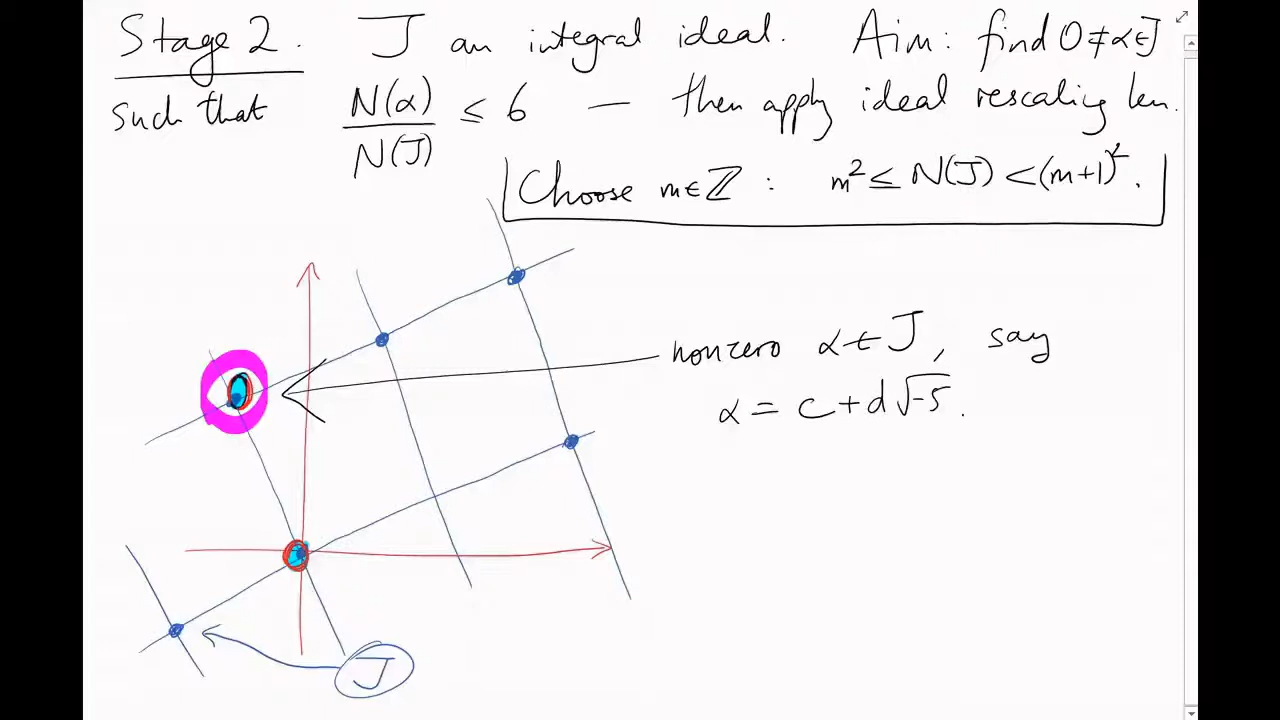 Stage 2. J an integral ideal. Aim: find 0≠α∈J
such that N(α)/N(J) ≤ 6 — then apply ideal rescaling lem.
Choose m∈ℤ : m² ≤ N(J) < (m+1)².
nonzero α∈J, say
α = c+d√-5.
J